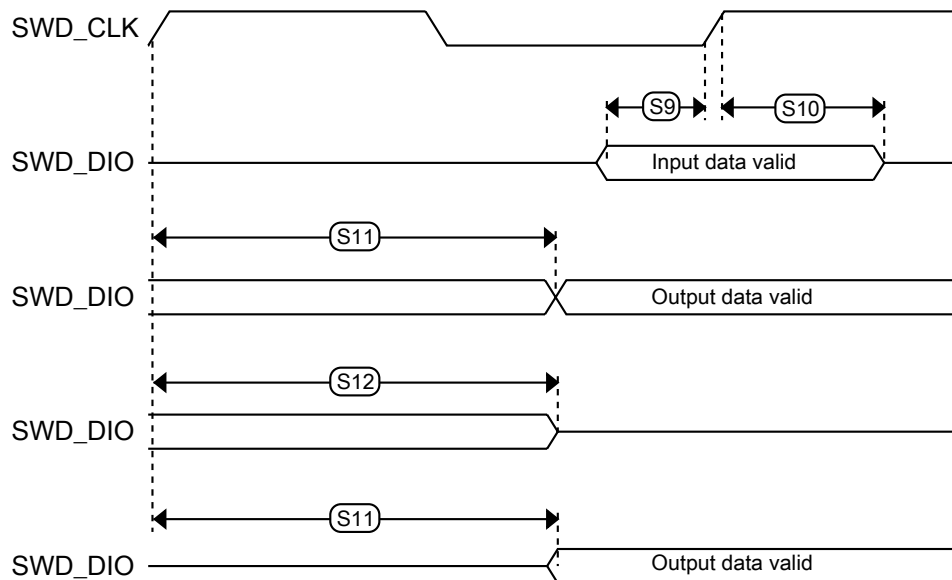 SWD_CLK
S9
S10
SWD_DIO
Input data valid
S11
SWD_DIO
Output data valid
S12
SWD_DIO
S11
SWD_DIO
Output data valid